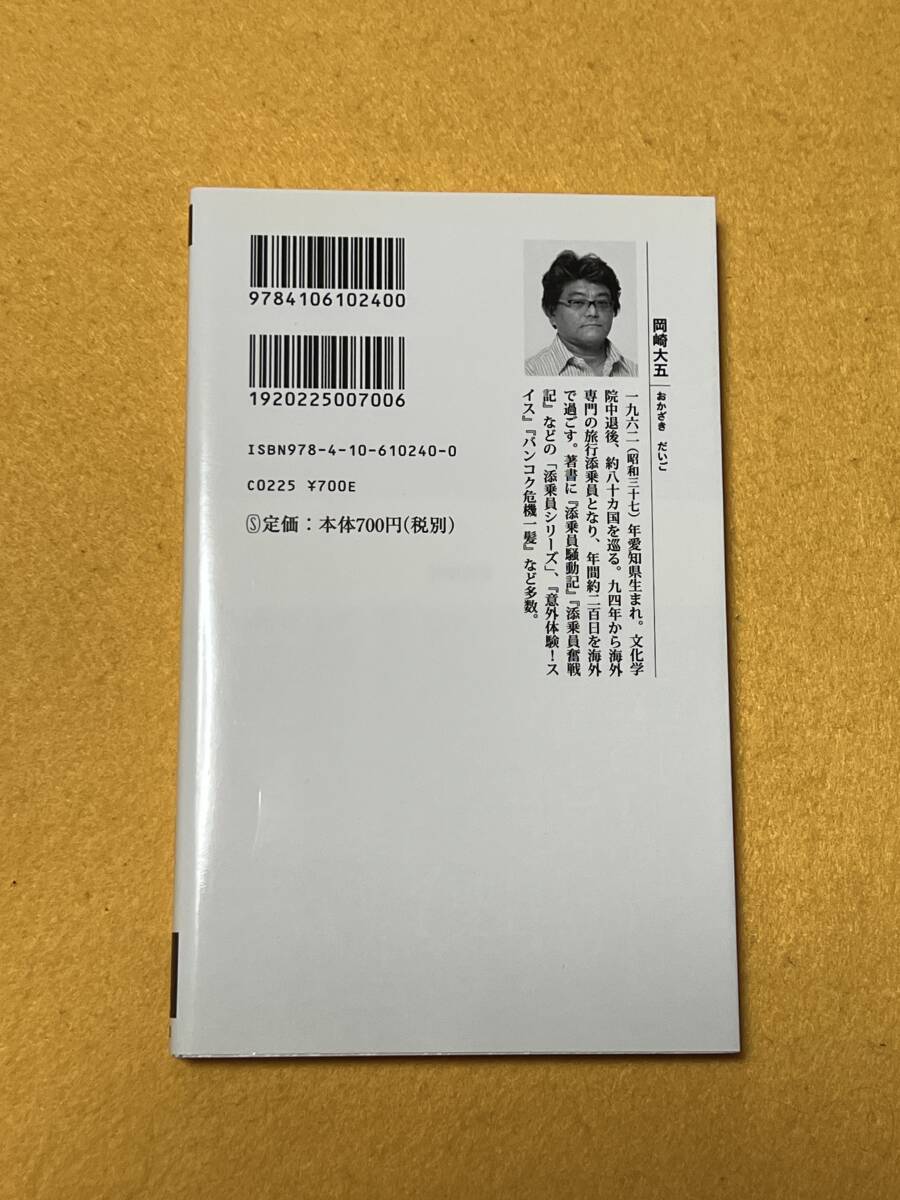 9784106102400
1920225007006
ISBN978-4-10-610240-0
C0225 ¥700E
Ⓢ定価：本体700円(税別)
岡崎大五 おかざき だいご
一九六二（昭和三十七）年愛知県生まれ。文化学
院中退後、約八十カ国を巡る。九四年から海外
専門の旅行添乗員となり、年間約二百日を海外
で過ごす。著書に『添乗員騒動記』『添乗員奮戦
記』などの「添乗員シリーズ」、『意外体験！ス
イス』『バンコク危機一髪』など多数。